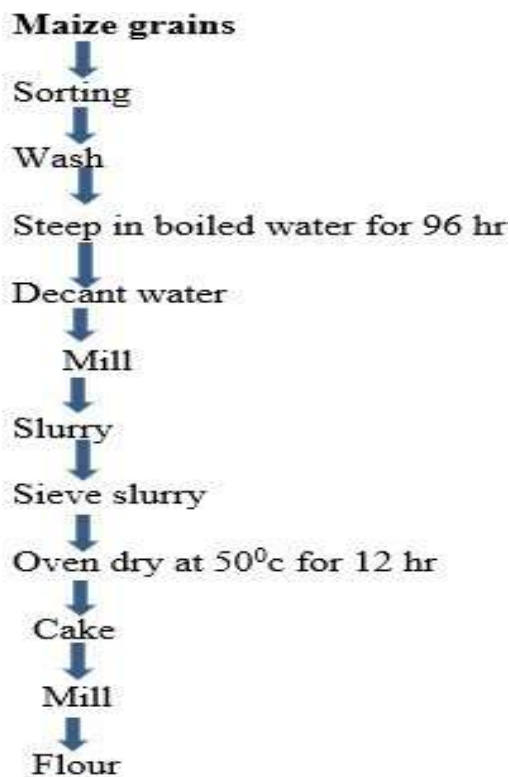 Maize grains
Sorting
Wash
Steep in boiled water for 96 hr
Decant water
Mill
Slurry
Sieve slurry
Oven dry at 50⁰c for 12 hr
Cake
Mill
Flour